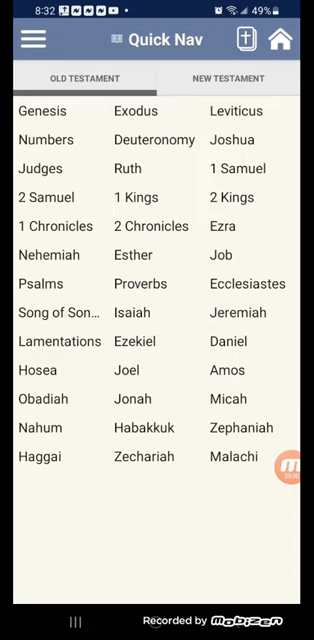 8:32 49%
Quick Nav
OLD TESTAMENT NEW TESTAMENT
Genesis Exodus Leviticus
Numbers Deuteronomy Joshua
Judges Ruth 1 Samuel
2 Samuel 1 Kings 2 Kings
1 Chronicles 2 Chronicles Ezra
Nehemiah Esther Job
Psalms Proverbs Ecclesiastes
Song of Son... Isaiah Jeremiah
Lamentations Ezekiel Daniel
Hosea Joel Amos
Obadiah Jonah Micah
Nahum Habakkuk Zephaniah
Haggai Zechariah Malachi
Recorded by Mobizen